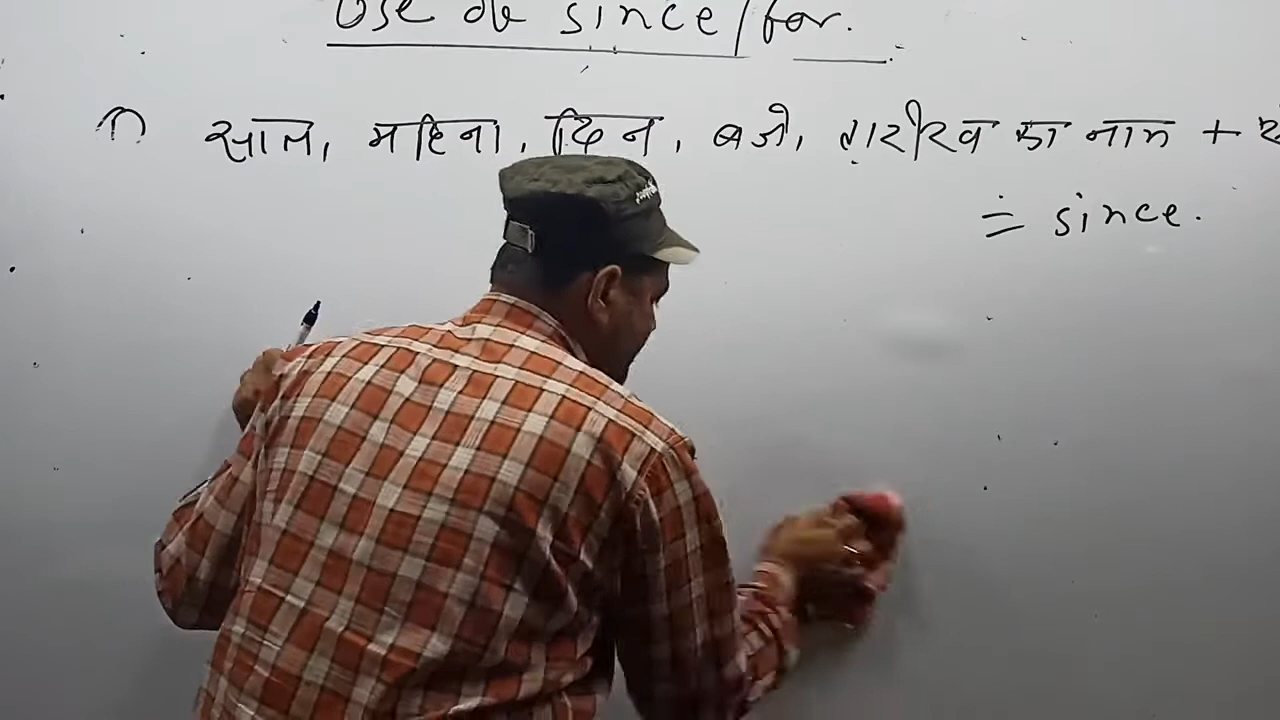 Use of since/for.
1) साल, महिना, दिन, बजे, तारीख का नाम + से
= since.